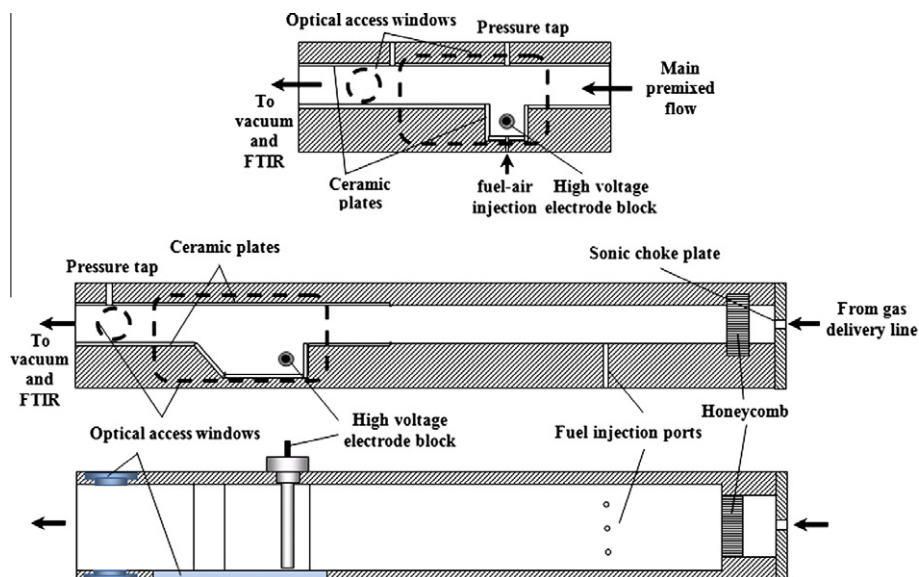 Optical access windows
Pressure tap
Main
premixed
flow
To
vacuum
and
FTIR
Ceramic
plates
fuel-air
injection
High voltage
electrode block
Ceramic plates
Sonic choke plate
Pressure tap
From gas
delivery line
To
vacuum
and
FTIR
High voltage
electrode block
Optical access windows
Fuel injection ports
Honeycomb